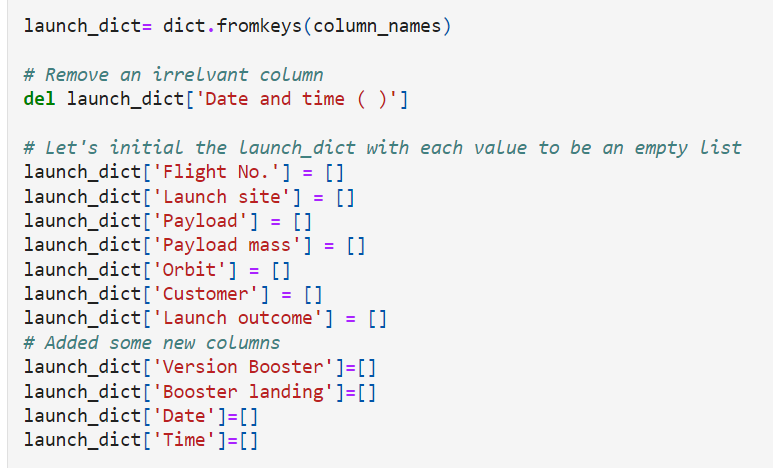 launch_dict= dict.fromkeys(column_names)
# Remove an irrelvant column
del launch_dict['Date and time ( )']
# Let's initial the launch_dict with each value to be an empty list
launch_dict['Flight No.'] = []
launch_dict['Launch site'] = []
launch_dict['Payload'] = []
launch_dict['Payload mass'] = []
launch_dict['Orbit'] = []
launch_dict['Customer'] = []
launch_dict['Launch outcome'] = []
# Added some new columns
launch_dict['Version Booster']=[]
launch_dict['Booster landing']=[]
launch_dict['Date']=[]
launch_dict['Time']=[]